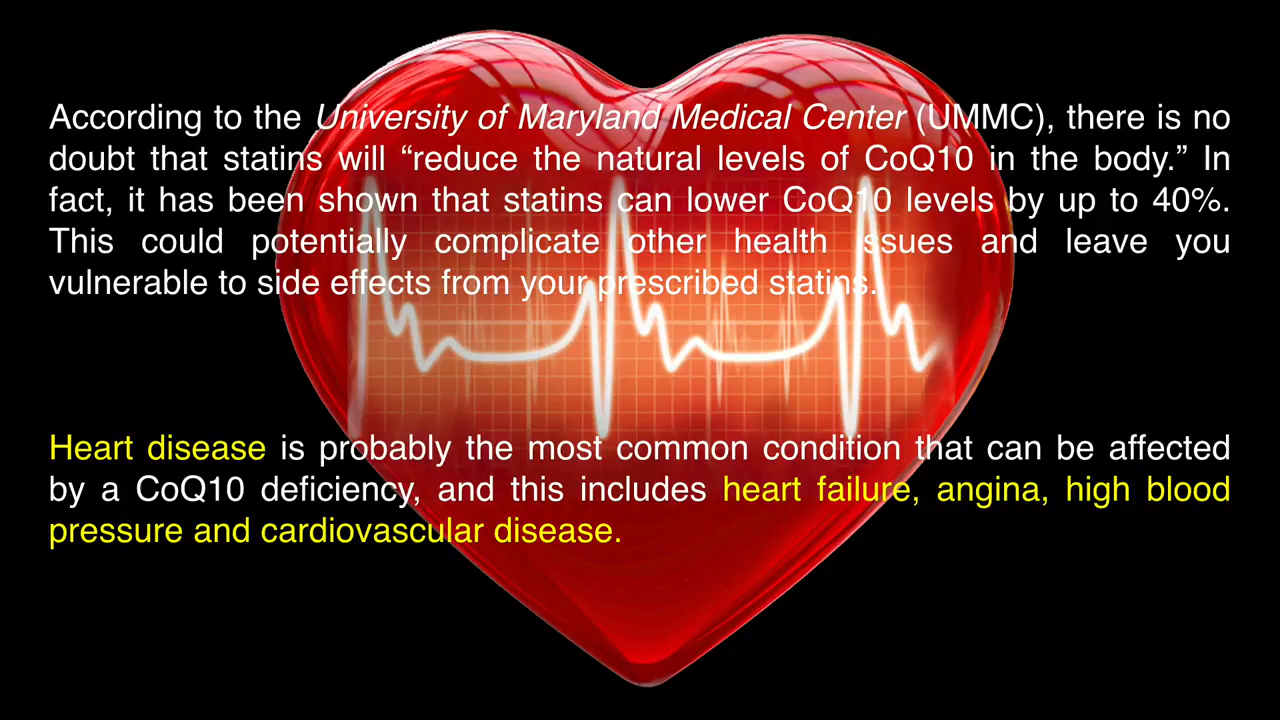 According to the University of Maryland Medical Center (UMMC), there is no
doubt that statins will “reduce the natural levels of CoQ10 in the body.” In
fact, it has been shown that statins can lower CoQ10 levels by up to 40%.
This could potentially complicate other health issues and leave you
vulnerable to side effects from your prescribed statins.
Heart disease is probably the most common condition that can be affected
by a CoQ10 deficiency, and this includes heart failure, angina, high blood
pressure and cardiovascular disease.